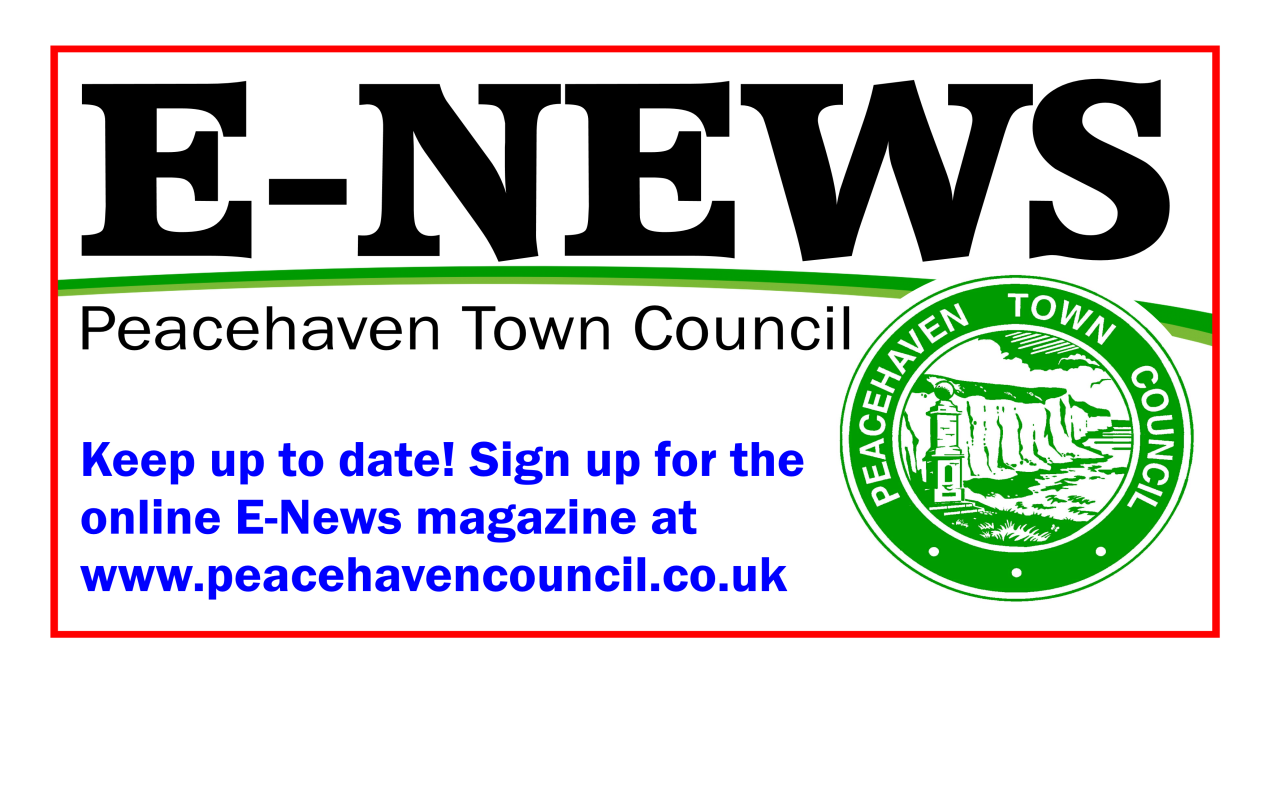 E-NEWS
Peacehaven Town Council
PEACEHAVEN TOWN COUNCIL
Keep up to date! Sign up for the
online E-News magazine at
www.peacehavencouncil.co.uk